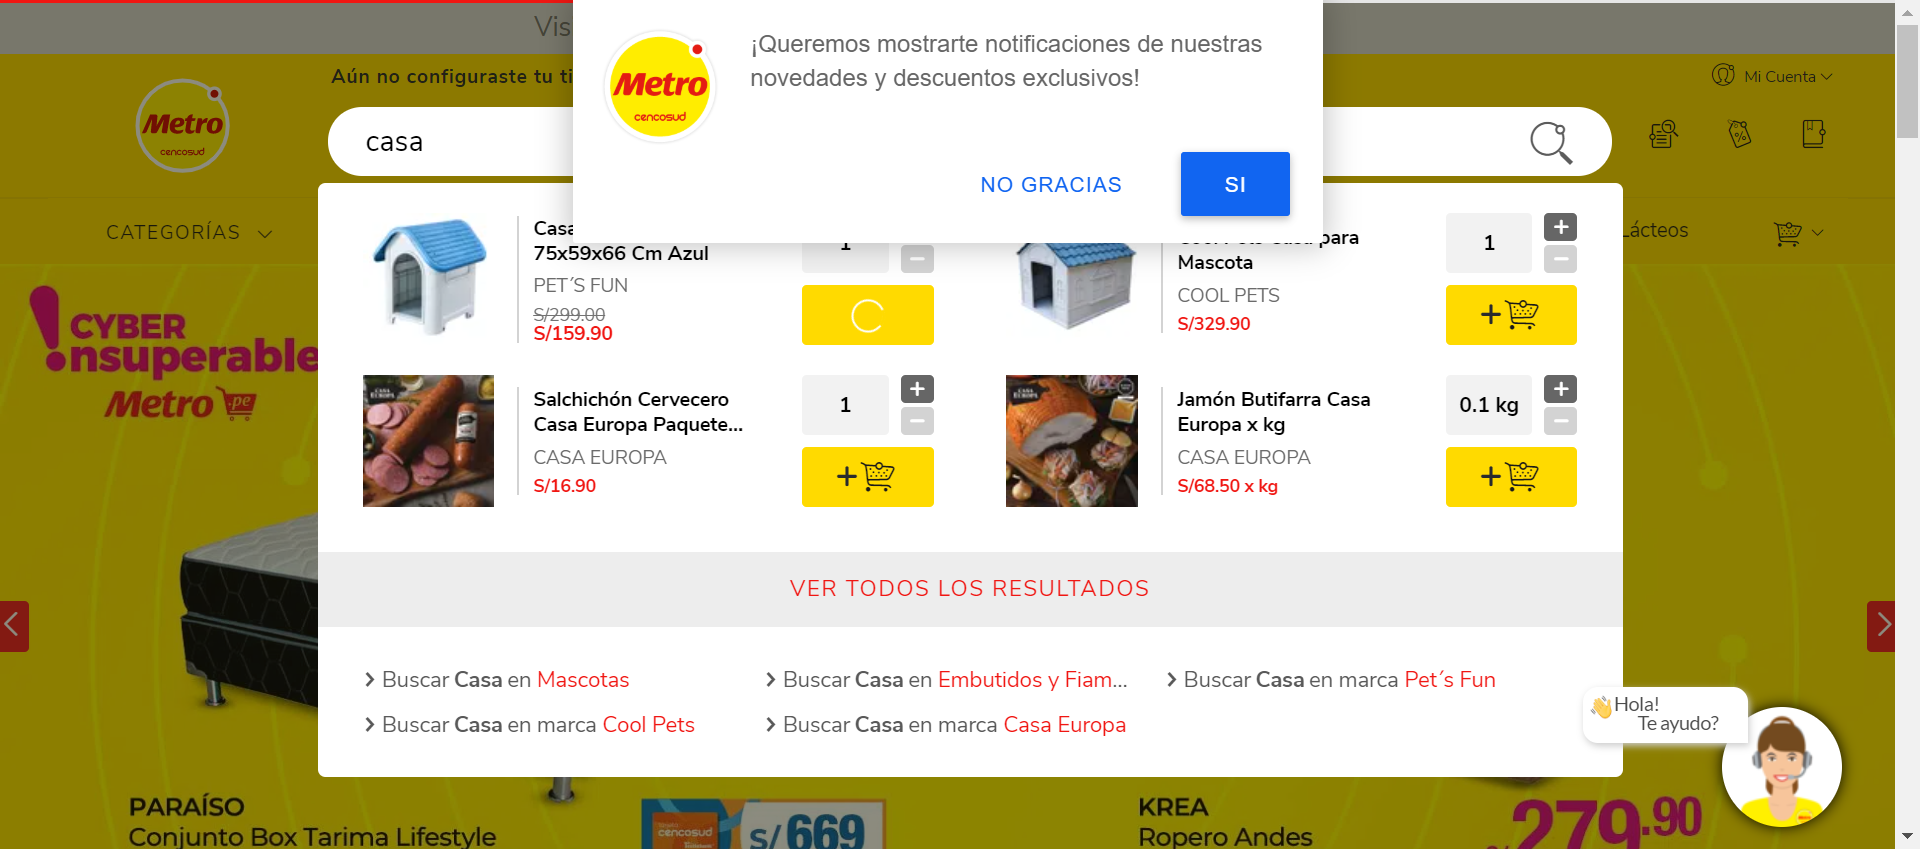 Vis
¡Queremos mostrarte notificaciones de nuestras
novedades y descuentos exclusivos!
Metro
cencosud
NO GRACIAS
SI
Aún no configuraste tu ti
Mi Cuenta
Metro
cencosud
casa
CATEGORÍAS
Lácteos
Casa
75x59x66 Cm Azul
PET´S FUN
S/299.00
S/159.90
1
Cool Pets Casa para
Mascota
COOL PETS
S/329.90
1
Salchichón Cervecero
Casa Europa Paquete...
CASA EUROPA
S/16.90
1
Jamón Butifarra Casa
Europa x kg
CASA EUROPA
S/68.50 x kg
0.1 kg
VER TODOS LOS RESULTADOS
Buscar Casa en Mascotas
Buscar Casa en Embutidos y Fiam...
Buscar Casa en marca Pet´s Fun
Buscar Casa en marca Cool Pets
Buscar Casa en marca Casa Europa
CYBER
!nsuperable
Metro.pe
Hola!
Te ayudo?
PARAÍSO
Conjunto Box Tarima Lifestyle
cencosud
S/ 669
KREA
Ropero Andes
S/ 279.90